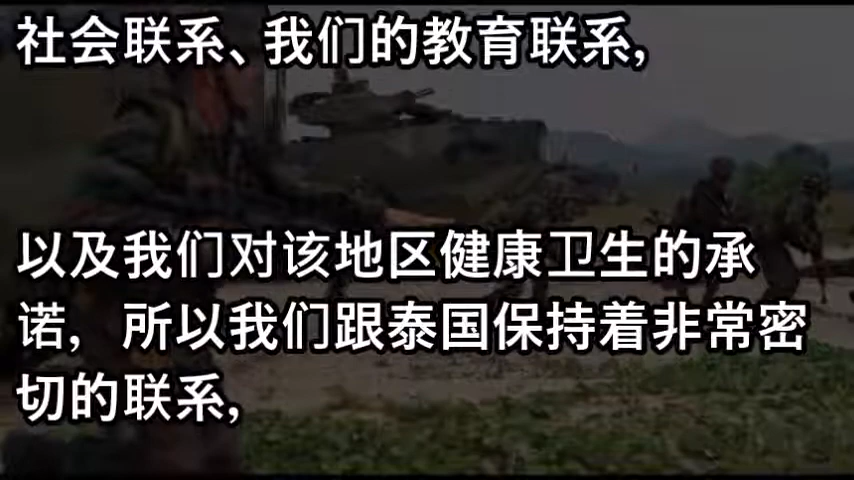 社会联系、我们的教育联系,
以及我们对该地区健康卫生的承
诺，所以我们跟泰国保持着非常密
切的联系,